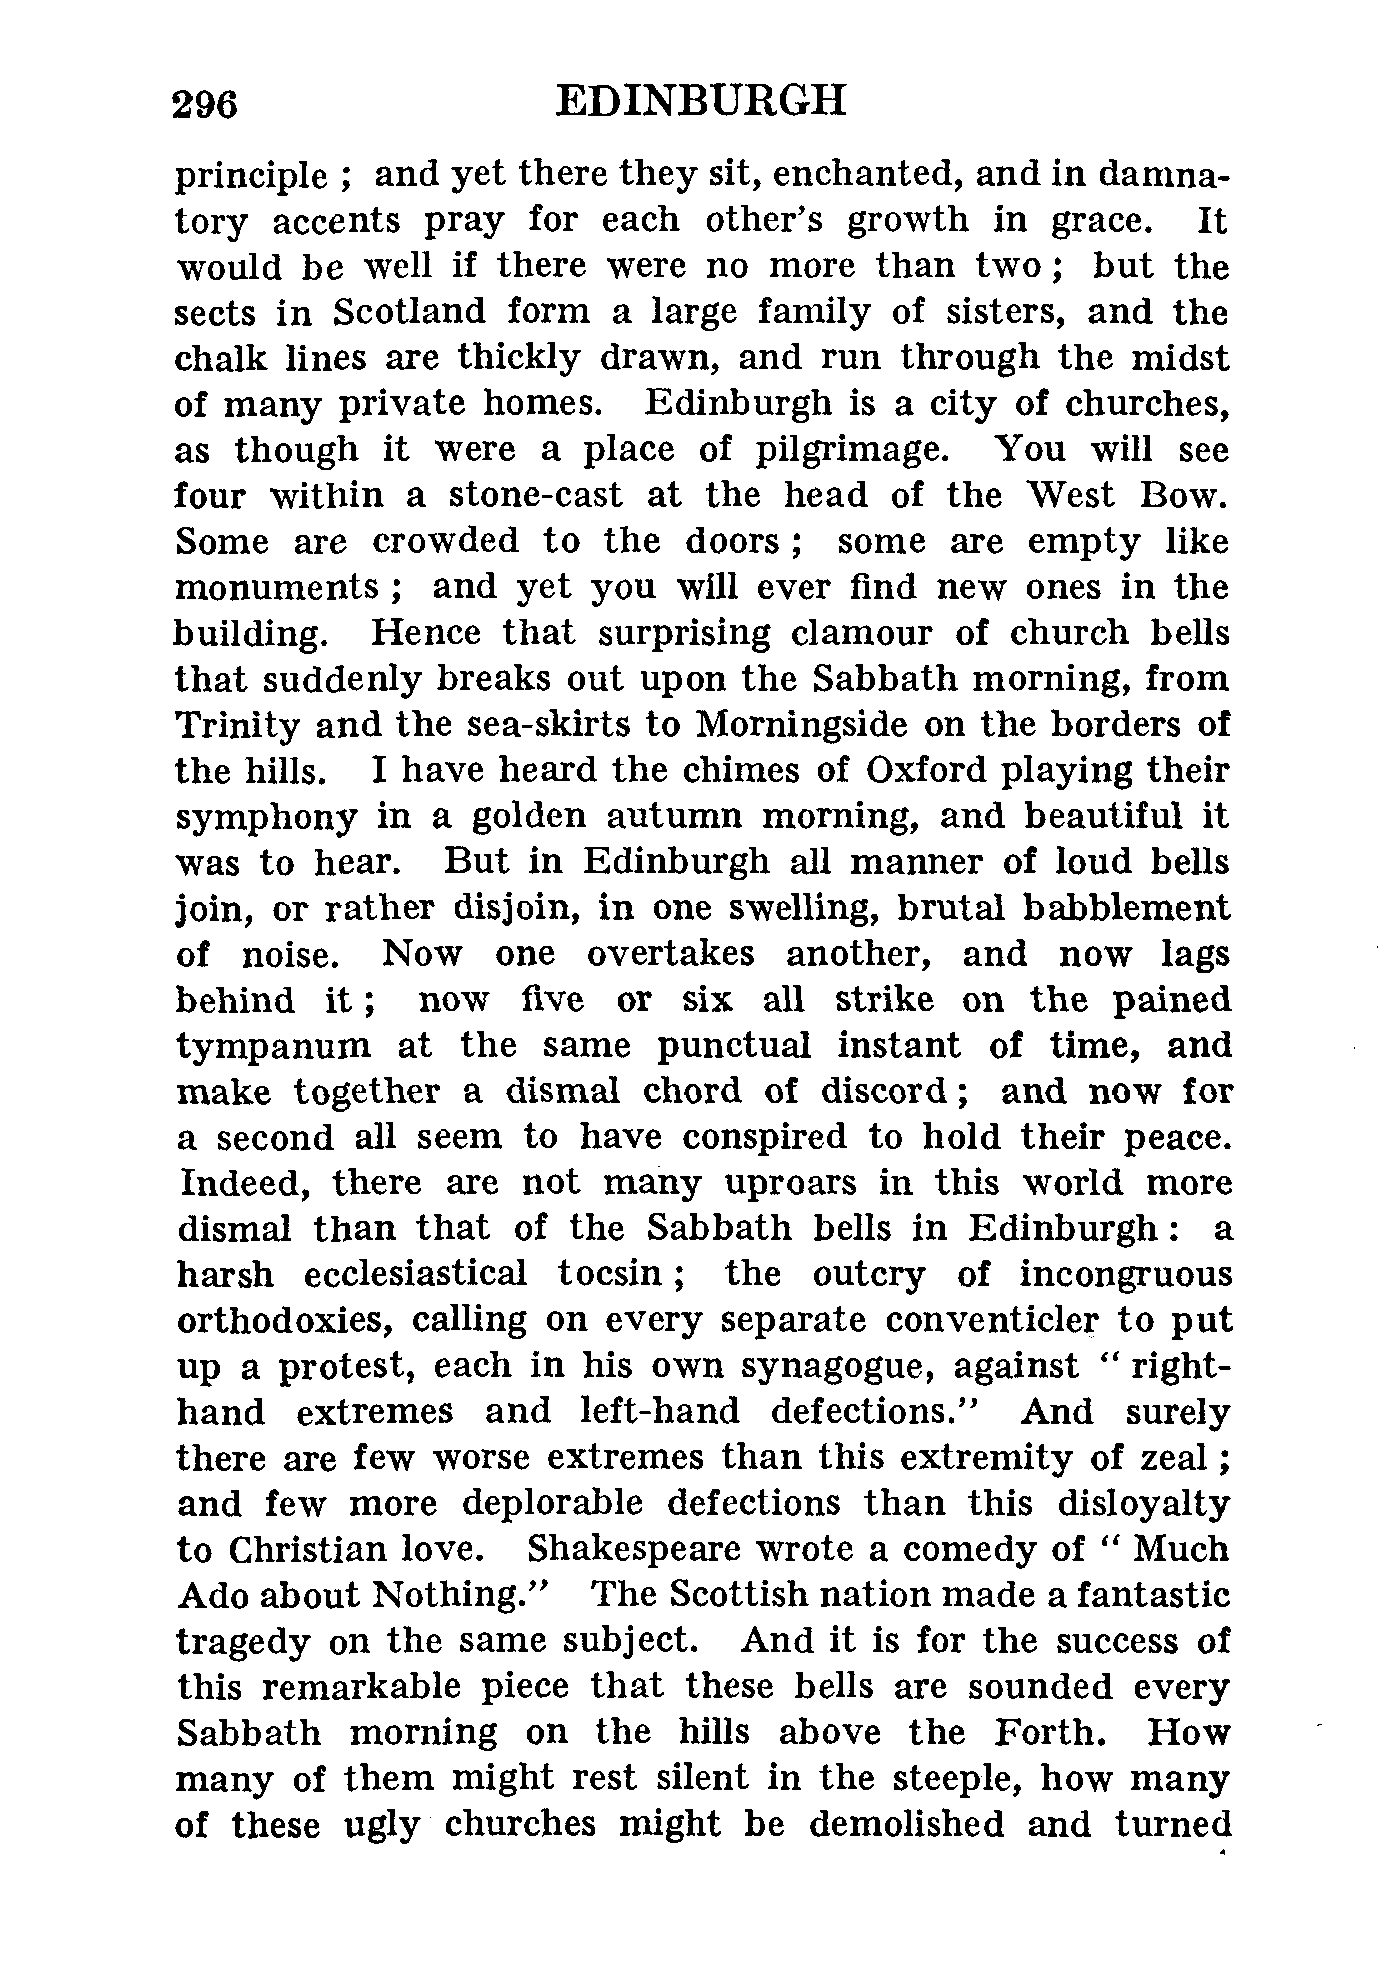 296 EDINBURGH
principle ; and yet there they sit, enchanted, and in damna-
tory accents pray for each other's growth in grace. It
would be well if there were no more than two ; but the
sects in Scotland form a large family of sisters, and the
chalk lines are thickly drawn, and run through the midst
of many private homes. Edinburgh is a city of churches,
as though it were a place of pilgrimage. You will see
four within a stone-cast at the head of the West Bow.
Some are crowded to the doors ; some are empty like
monuments ; and yet you will ever find new ones in the
building. Hence that surprising clamour of church bells
that suddenly breaks out upon the Sabbath morning, from
Trinity and the sea-skirts to Morningside on the borders of
the hills. I have heard the chimes of Oxford playing their
symphony in a golden autumn morning, and beautiful it
was to hear. But in Edinburgh all manner of loud bells
join, or rather disjoin, in one swelling, brutal babblement
of noise. Now one overtakes another, and now lags
behind it ; now five or six all strike on the pained
tympanum at the same punctual instant of time, and
make together a dismal chord of discord ; and now for
a second all seem to have conspired to hold their peace.
Indeed, there are not many uproars in this world more
dismal than that of the Sabbath bells in Edinburgh : a
harsh ecclesiastical tocsin ; the outcry of incongruous
orthodoxies, calling on every separate conventicler to put
up a protest, each in his own synagogue, against “ right-
hand extremes and left-hand defections.” And surely
there are few worse extremes than this extremity of zeal ;
and few more deplorable defections than this disloyalty
to Christian love. Shakespeare wrote a comedy of “ Much
Ado about Nothing.” The Scottish nation made a fantastic
tragedy on the same subject. And it is for the success of
this remarkable piece that these bells are sounded every
Sabbath morning on the hills above the Forth. How
many of them might rest silent in the steeple, how many
of these ugly churches might be demolished and turned